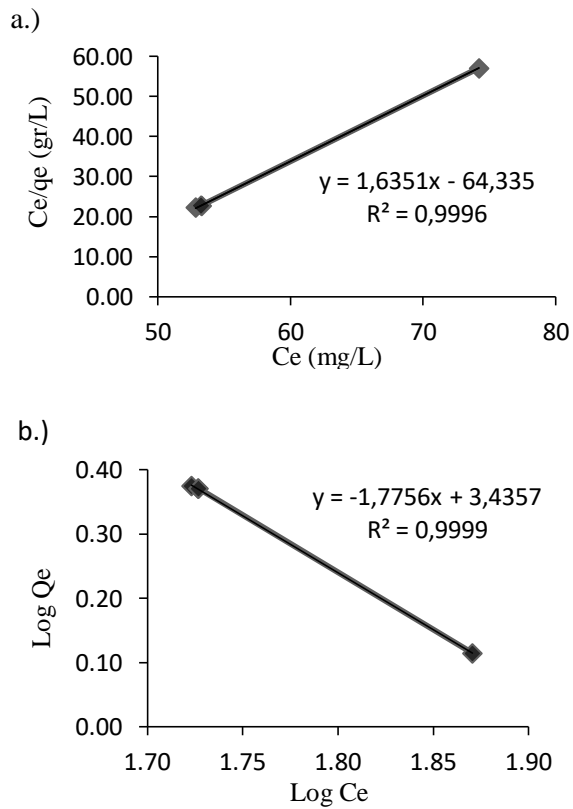 a.)
Ce/qe (gr/L)
60.00
50.00
40.00
30.00
20.00
10.00
0.00
y = 1,6351x - 64,335
R² = 0,9996
50 60 70 80
Ce (mg/L)
b.)
Log Qe
0.40
0.30
0.20
0.10
0.00
y = -1,7756x + 3,4357
R² = 0,9999
1.70 1.75 1.80 1.85 1.90
Log Ce